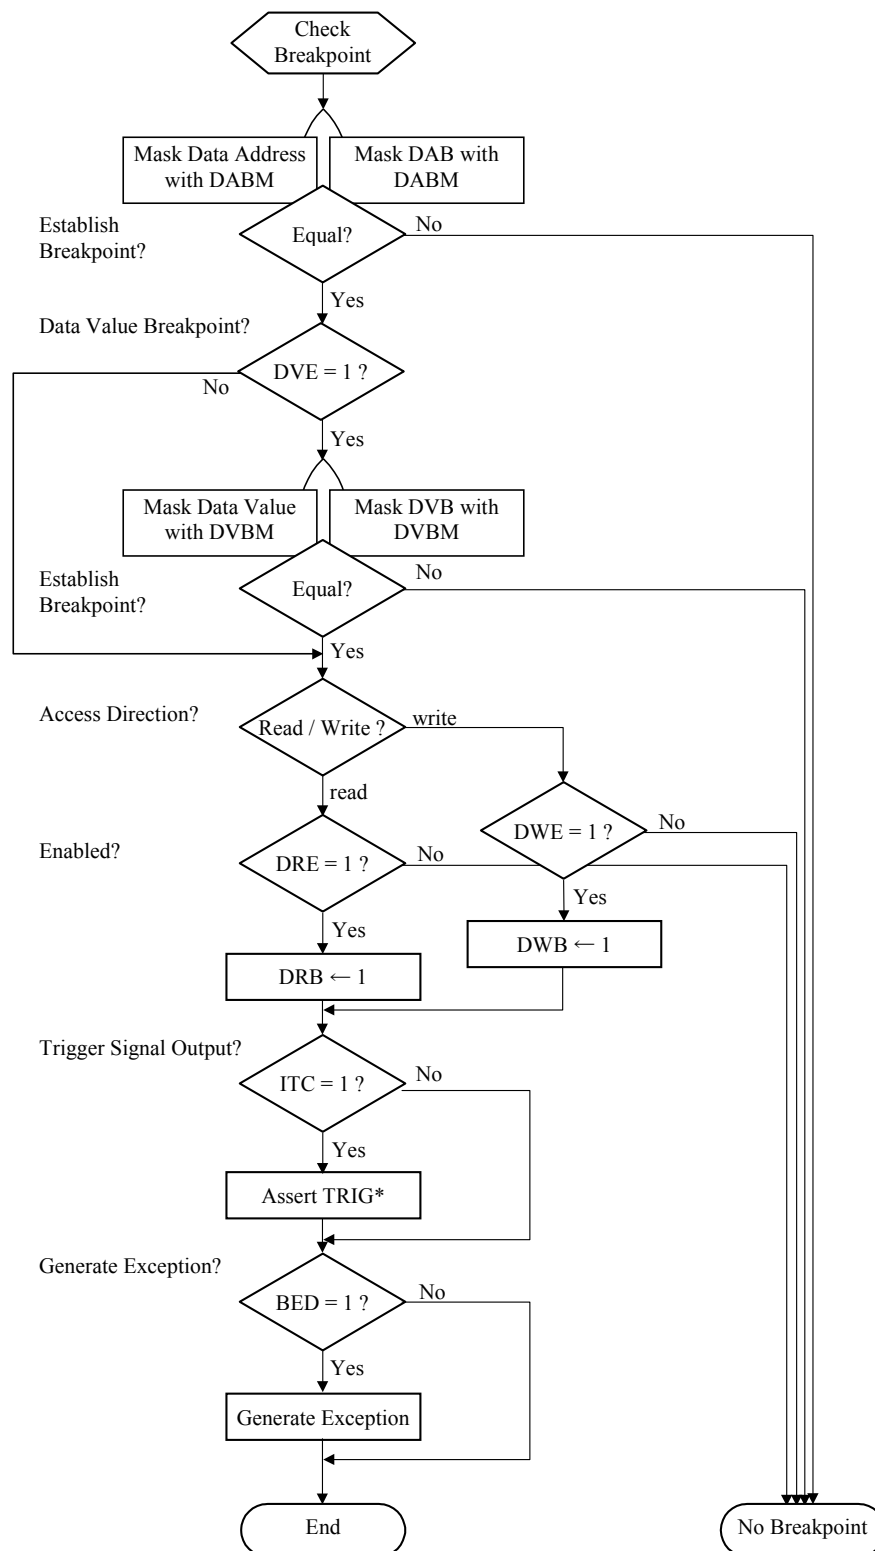 Check
Breakpoint
Mask Data Address
with DABM
Mask DAB with
DABM
Establish
Breakpoint?
Equal?
No
Yes
Data Value Breakpoint?
DVE = 1 ?
No
Yes
Mask Data Value
with DVBM
Mask DVB with
DVBM
Establish
Breakpoint?
Equal?
No
Yes
Access Direction?
Read / Write ?
write
read
Enabled?
DRE = 1 ?
No
DWE = 1 ?
No
Yes
Yes
DWB ← 1
DRB ← 1
Trigger Signal Output?
ITC = 1 ?
No
Yes
Assert TRIG*
Generate Exception?
BED = 1 ?
No
Yes
Generate Exception
End
No Breakpoint